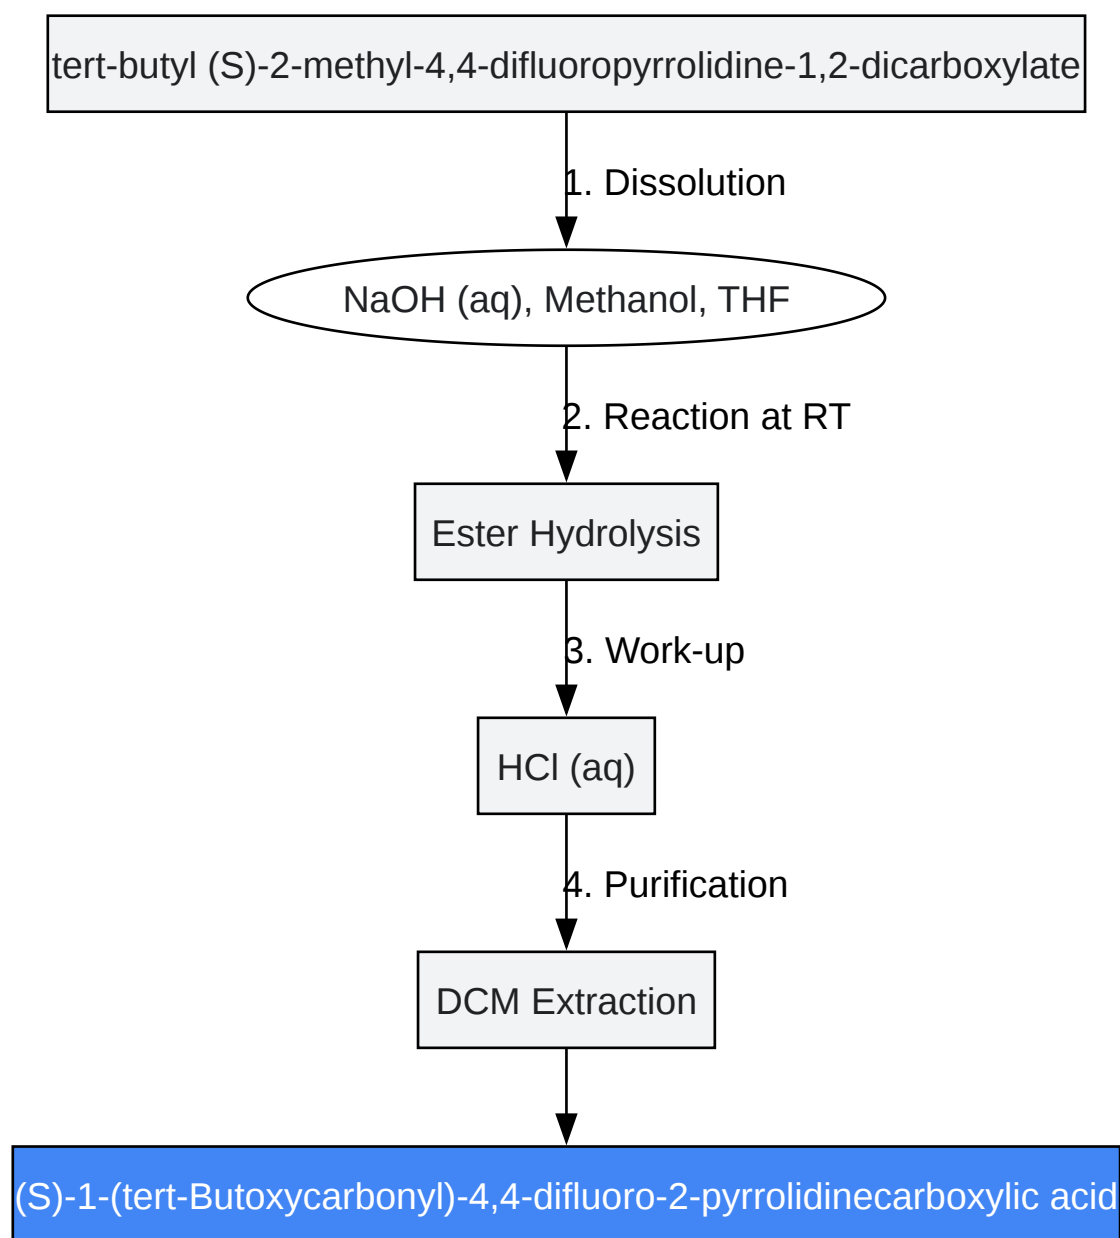 tert-butyl (S)-2-methyl-4,4-difluoropyrrolidine-1,2-dicarboxylate
1. Dissolution
NaOH (aq), Methanol, THF
2. Reaction at RT
Ester Hydrolysis
3. Work-up
HCl (aq)
4. Purification
DCM Extraction
(S)-1-(tert-Butoxycarbonyl)-4,4-difluoro-2-pyrrolidinecarboxylic acid